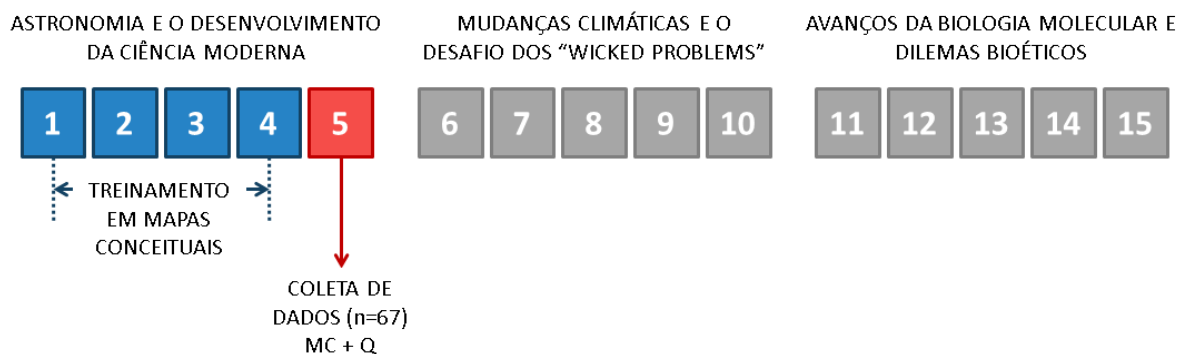 ASTRONOMIA E O DESENVOLVIMENTO
DA CIÊNCIA MODERNA
1 2 3 4 5
TREINAMENTO
EM MAPAS
CONCEITUAIS
COLETA DE
DADOS (n=67)
MC + Q
MUDANÇAS CLIMÁTICAS E O
DESAFIO DOS “WICKED PROBLEMS”
6 7 8 9 10
AVANÇOS DA BIOLOGIA MOLECULAR E
DILEMAS BIOÉTICOS
11 12 13 14 15